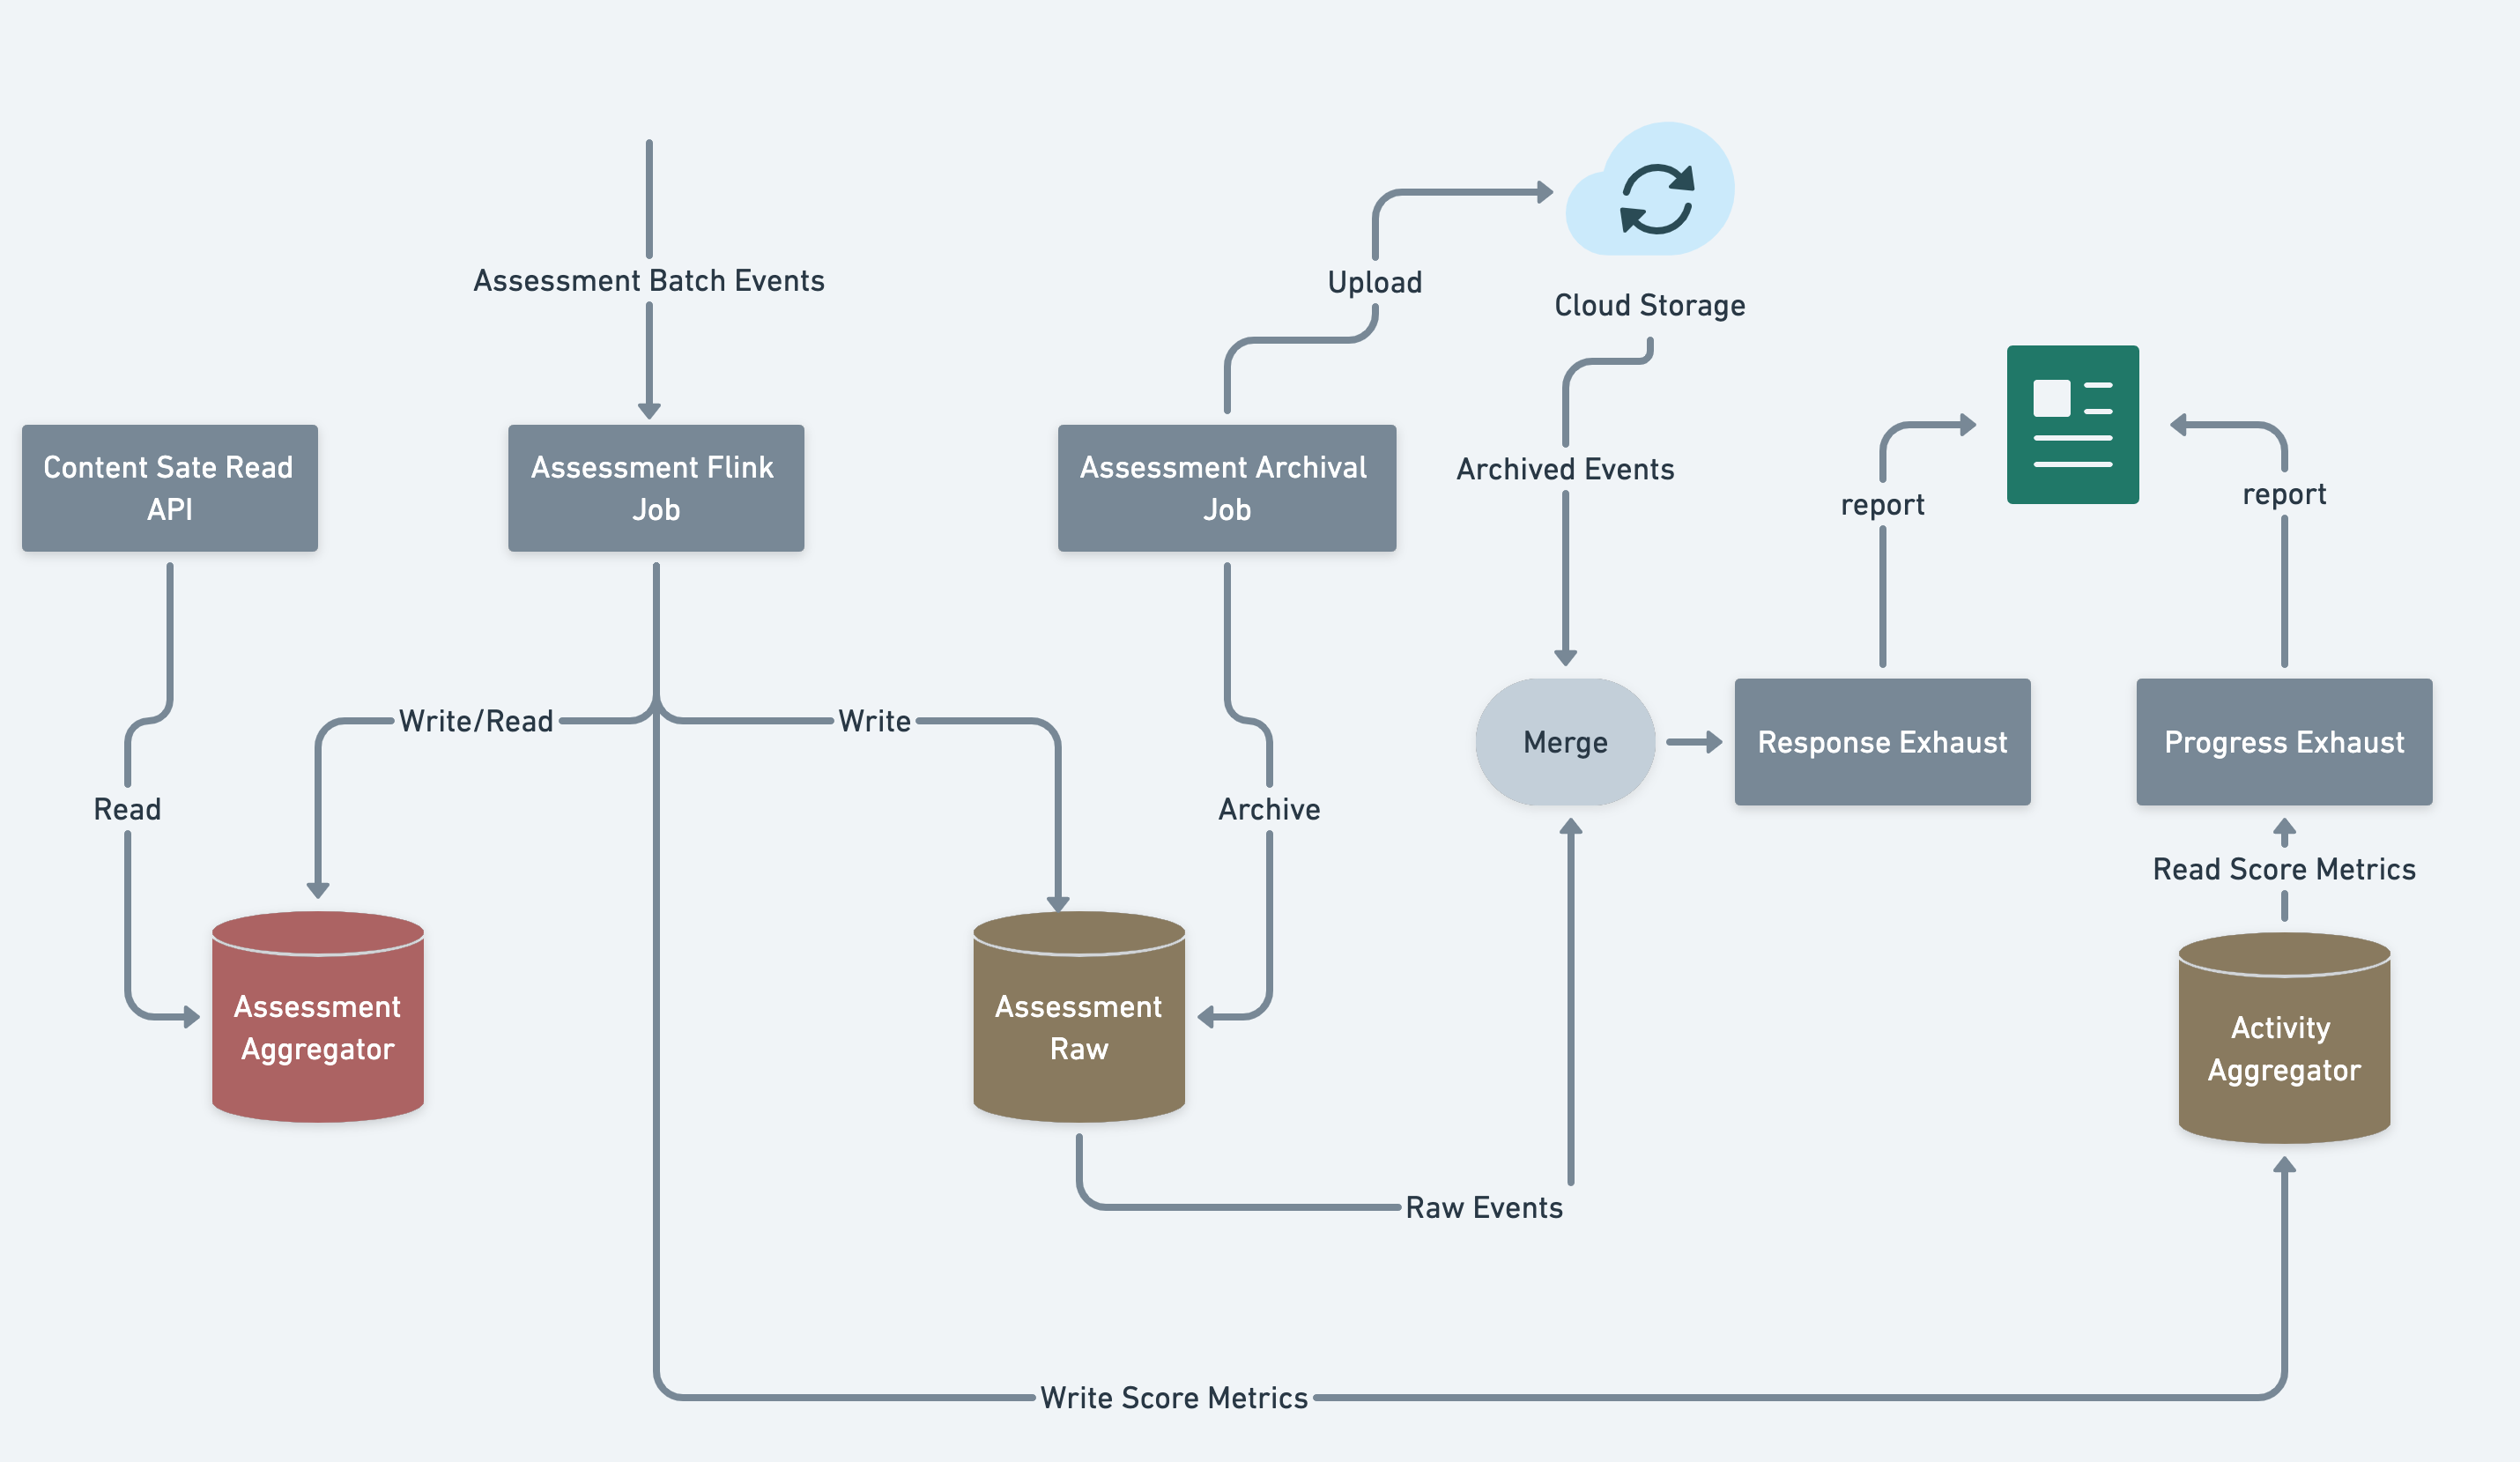 Assessment Batch Events
Upload
Cloud Storage
Content Sate Read
API
Assessment Flink
Job
Assessment Archival
Job
Archived Events
report
report
Write/Read
Write
Merge
Response Exhaust
Progress Exhaust
Read
Archive
Read Score Metrics
Assessment
Aggregator
Assessment
Raw
Activity
Aggregator
Raw Events
Write Score Metrics